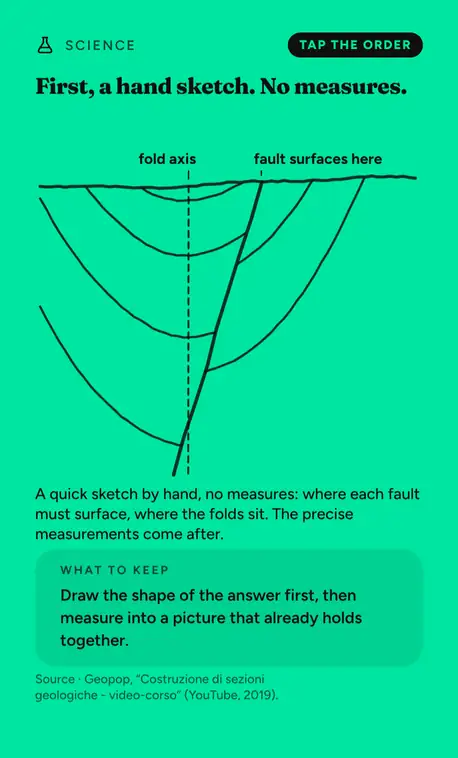 SCIENCE
TAP THE ORDER
First, a hand sketch. No measures.
fold axis
fault surfaces here
A quick sketch by hand, no measures: where each fault
must surface, where the folds sit. The precise
measurements come after.
WHAT TO KEEP
Draw the shape of the answer first, then
measure into a picture that already holds
together.
Source · Geopop, “Costruzione di sezioni
geologiche - video-corso” (YouTube, 2019).